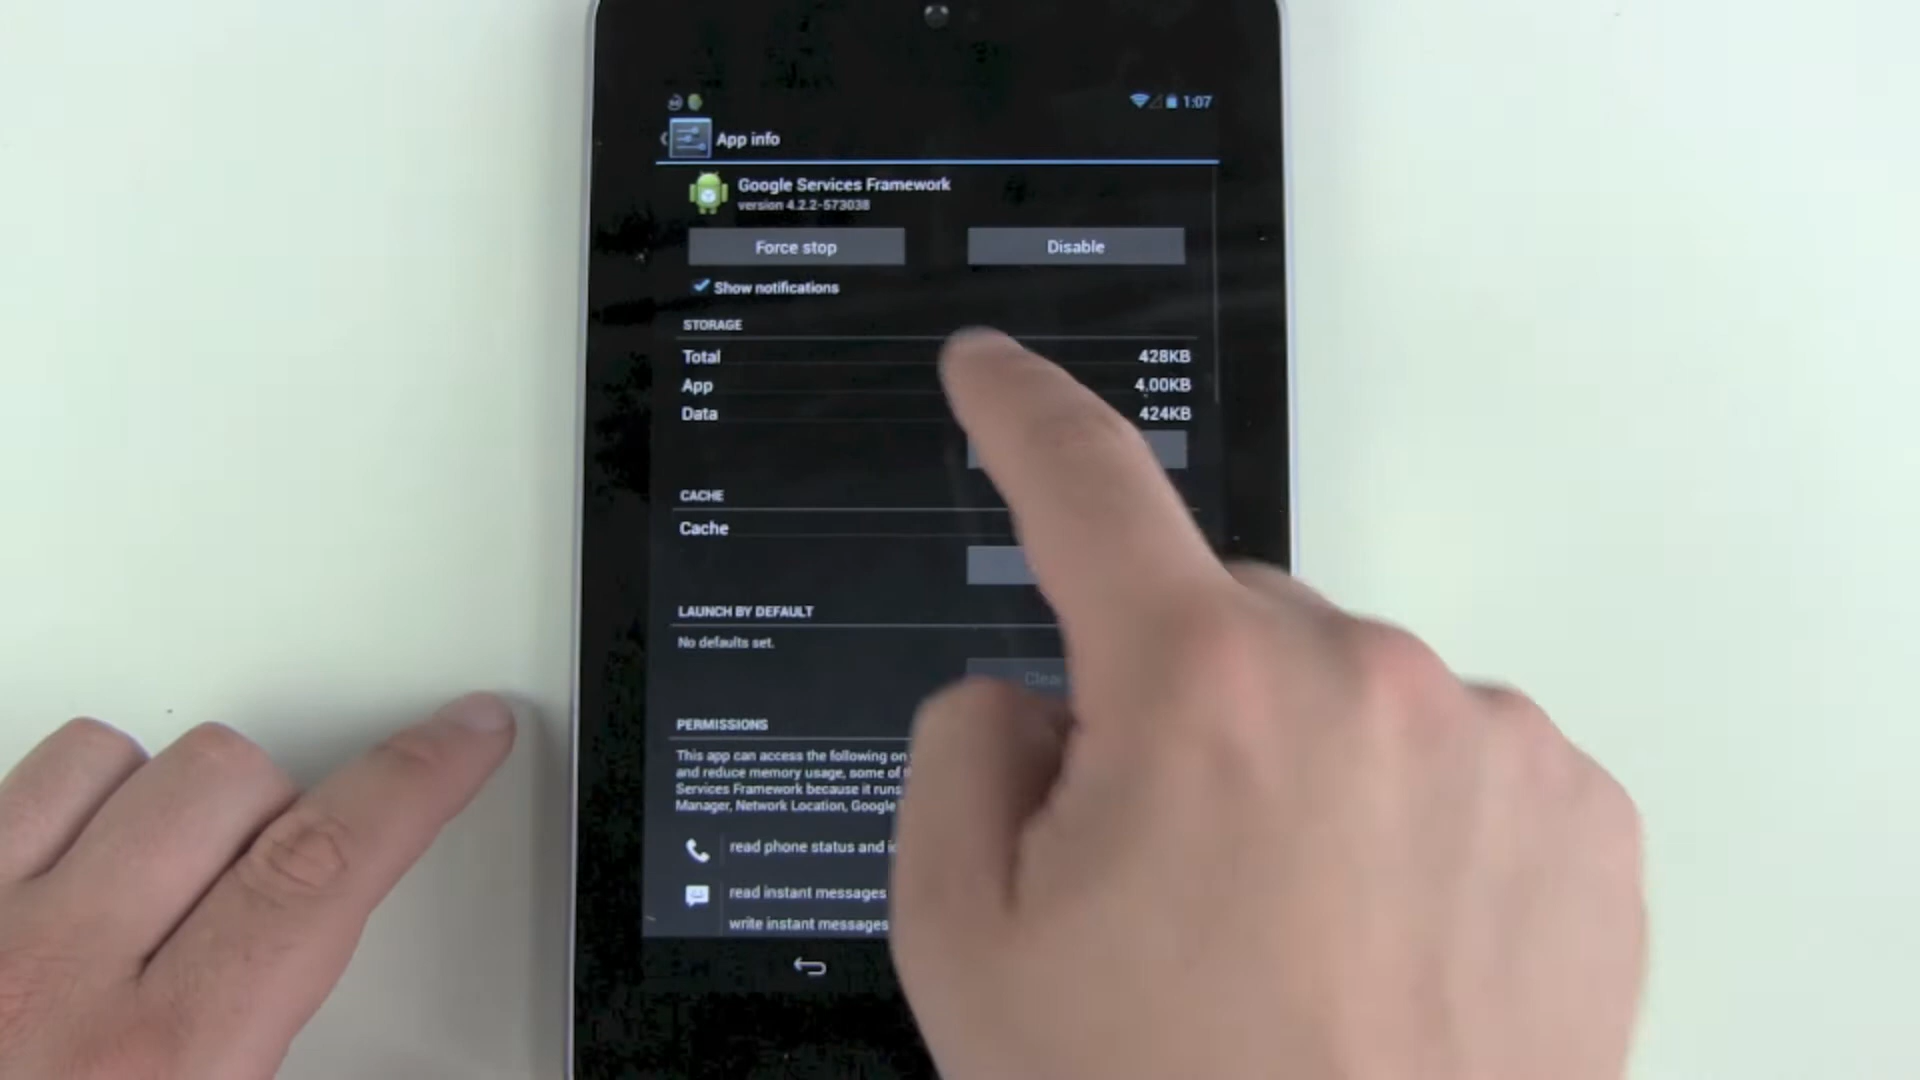 1:07
App info
Google Services Framework
version 4.2.2-573038
Force stop
Disable
Show notifications
STORAGE
Total 428KB
App 4.00KB
Data 424KB
CACHE
Cache
LAUNCH BY DEFAULT
No defaults set.
Clea
PERMISSIONS
This app can access the following on
and reduce memory usage, some of
Services Framework because it runs
Manager, Network Location, Google
read phone status and
read instant messages
write instant messages